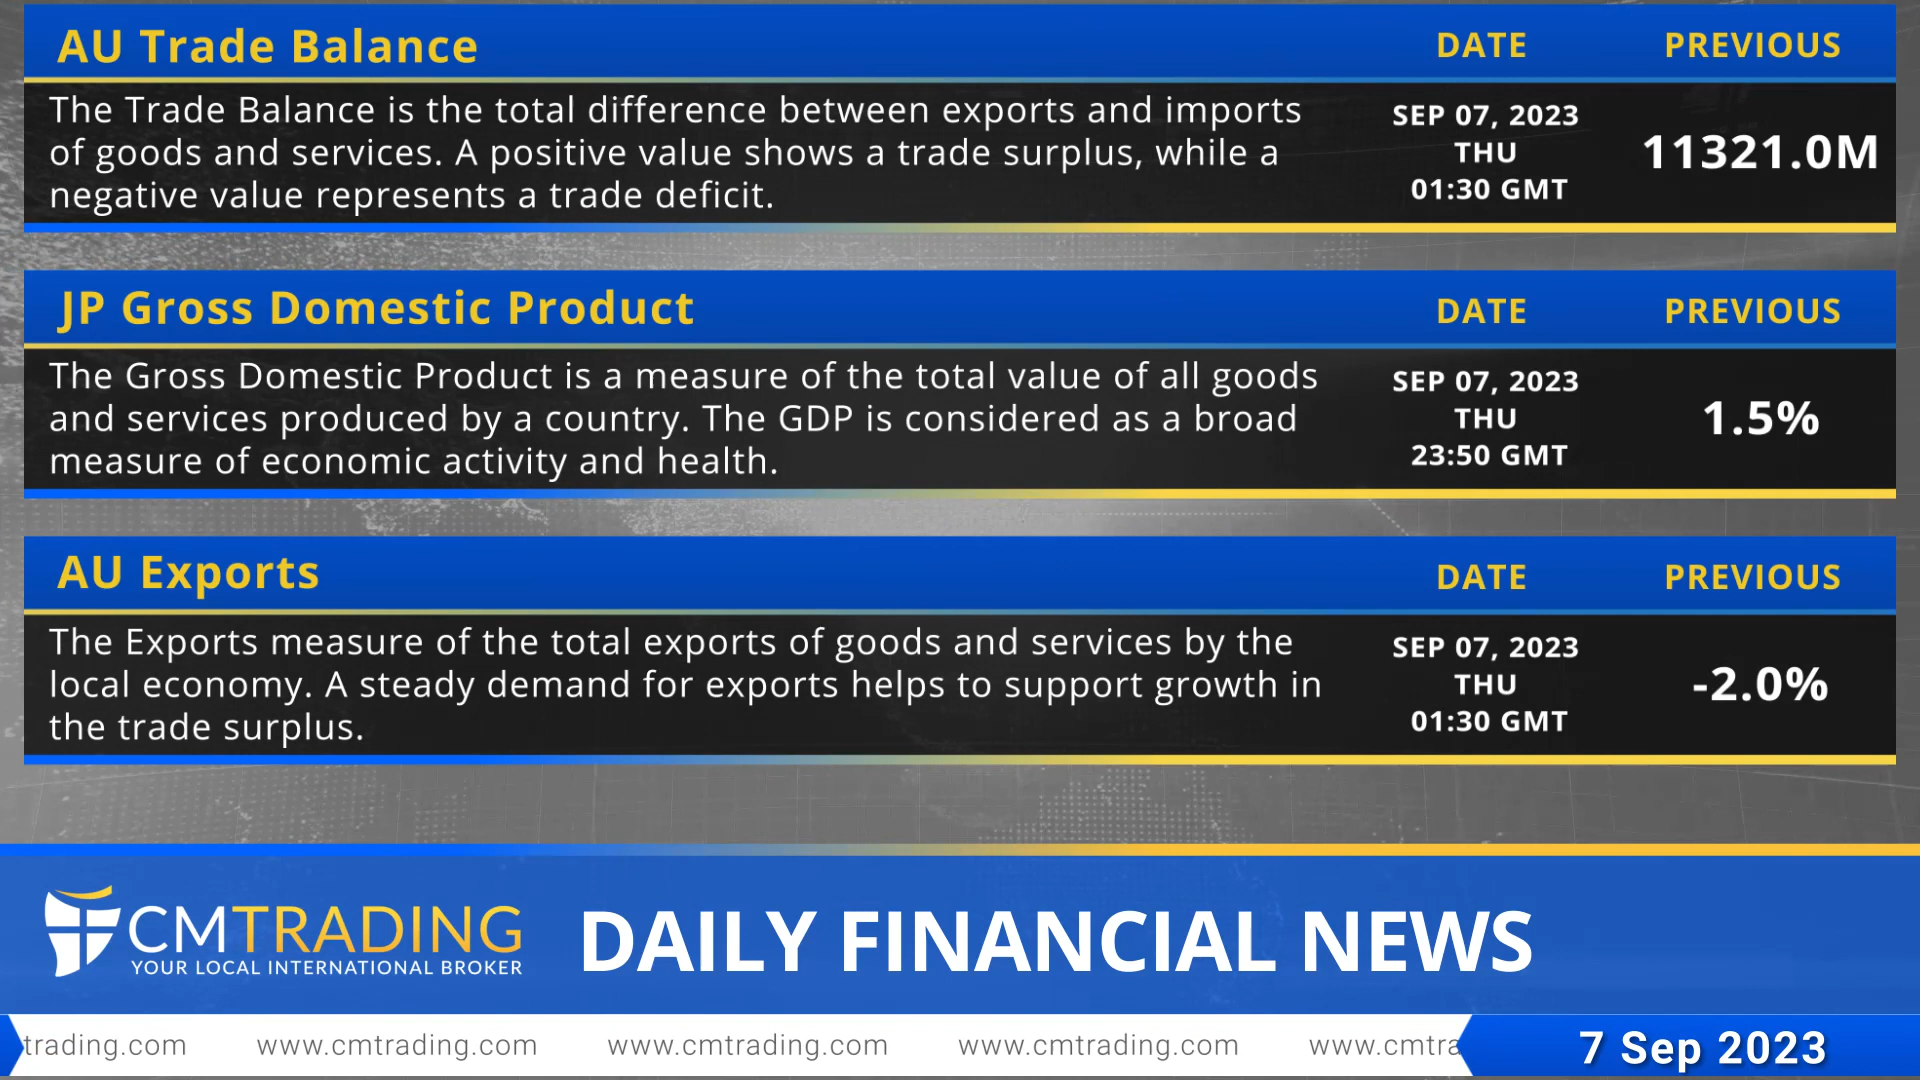 AU Trade Balance
DATE
PREVIOUS
The Trade Balance is the total difference between exports and imports
of goods and services. A positive value shows a trade surplus, while a
negative value represents a trade deficit.
SEP 07, 2023
THU
01:30 GMT
11321.0M
JP Gross Domestic Product
DATE
PREVIOUS
The Gross Domestic Product is a measure of the total value of all goods
and services produced by a country. The GDP is considered as a broad
measure of economic activity and health.
SEP 07, 2023
THU
23:50 GMT
1.5%
AU Exports
DATE
PREVIOUS
The Exports measure of the total exports of goods and services by the
local economy. A steady demand for exports helps to support growth in
the trade surplus.
SEP 07, 2023
THU
01:30 GMT
-2.0%
CMTRADING
YOUR LOCAL INTERNATIONAL BROKER
DAILY FINANCIAL NEWS
trading.com www.cmtrading.com www.cmtrading.com www.cmtrading.com www.cmtra
7 Sep 2023